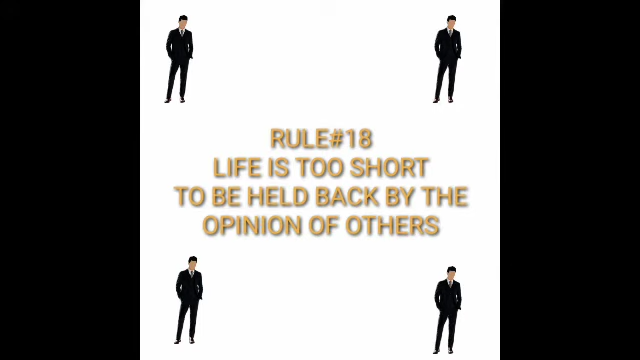 RULE#18
LIFE IS TOO SHORT
TO BE HELD BACK BY THE
OPINION OF OTHERS